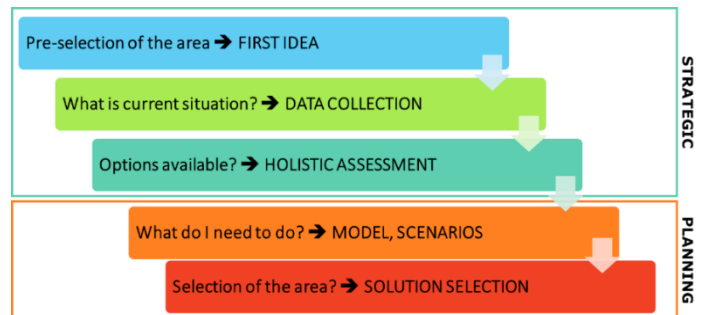 Pre-selection of the area ➔ FIRST IDEA
What is current situation? ➔ DATA COLLECTION
Options available? ➔ HOLISTIC ASSESSMENT
STRATEGIC
What do I need to do? ➔ MODEL, SCENARIOS
Selection of the area? ➔ SOLUTION SELECTION
PLANNING